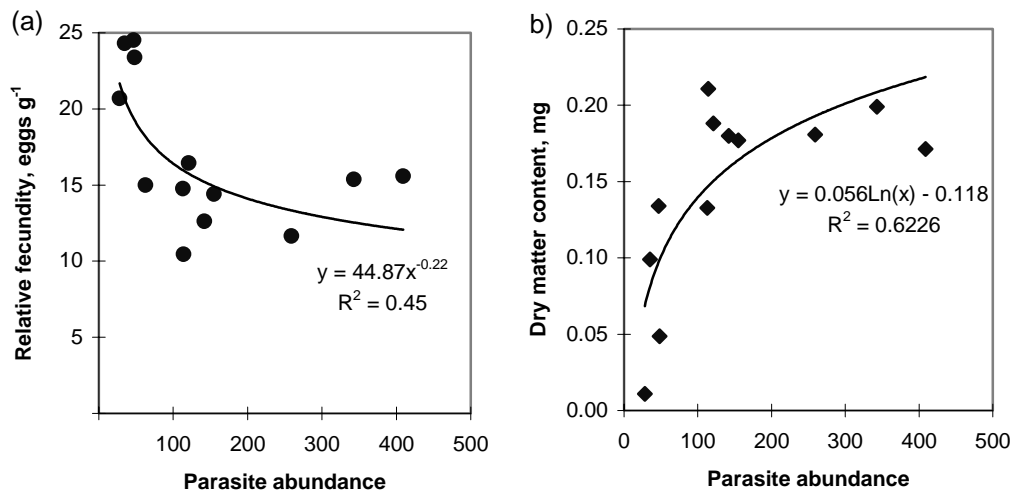 (a)
25
20
15
10
5
Relative fecundity, eggs g-1
y = 44.87x-0.22
R2 = 0.45
100 200 300 400 500
Parasite abundance
b)
0.25
0.20
0.15
0.10
0.05
0.00
Dry matter content, mg
y = 0.056Ln(x) - 0.118
R2 = 0.6226
0 100 200 300 400 500
Parasite abundance